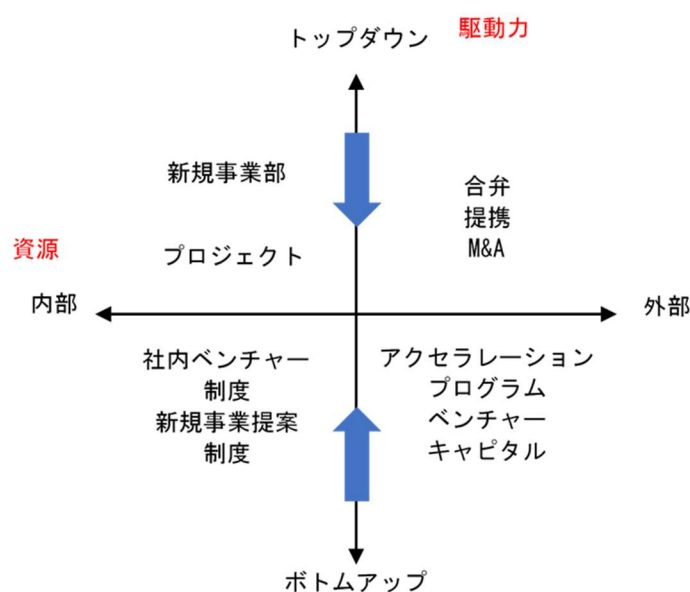 トップダウン
駆動力
新規事業部
合弁
提携
M&A
資源
プロジェクト
内部
外部
社内ベンチャー
制度
新規事業提案
制度
アクセラレーション
プログラム
ベンチャー
キャピタル
ボトムアップ